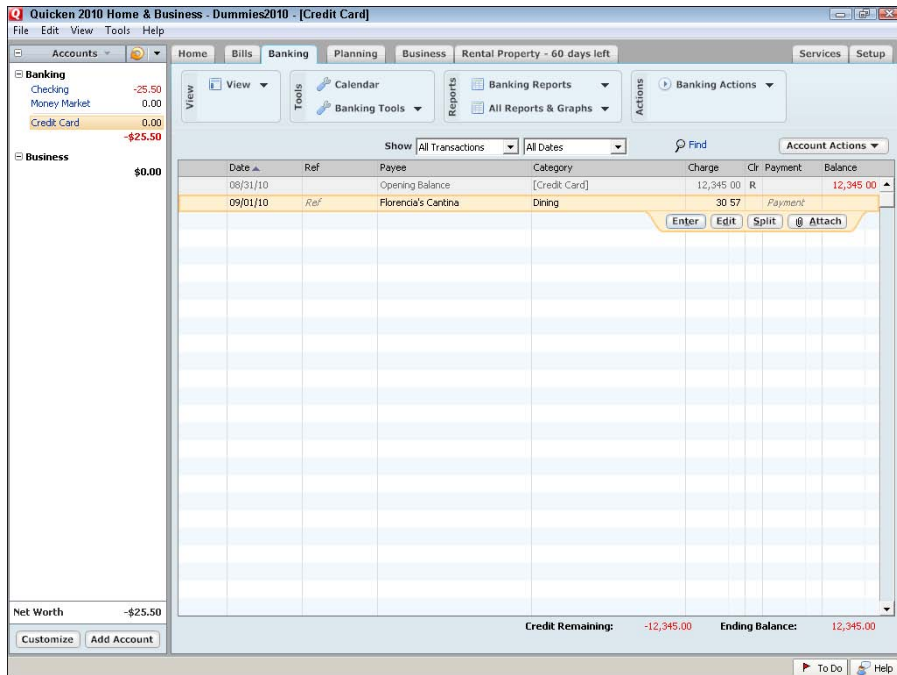 Quicken 2010 Home & Business - Dummies2010 - [Credit Card]
File Edit View Tools Help
Accounts
Home Bills Banking Planning Business Rental Property - 60 days left Services Setup
Banking
Checking -25.50
Money Market 0.00
Credit Card 0.00
-$25.50
Business
$0.00
View
View
Tools
Calendar
Banking Tools
Reports
Banking Reports
All Reports & Graphs
Actions
Banking Actions
Show All Transactions All Dates Find Account Actions
Date Ref Payee Category Charge Clr Payment Balance
08/31/10 Opening Balance [Credit Card] 12,345 00 R 12,345 00
09/01/10 Ref Florencia's Cantina Dining 30 57 Payment
Enter Edit Split Attach
Net Worth -$25.50
Customize Add Account
Credit Remaining: -12,345.00 Ending Balance: 12,345.00
To Do Help